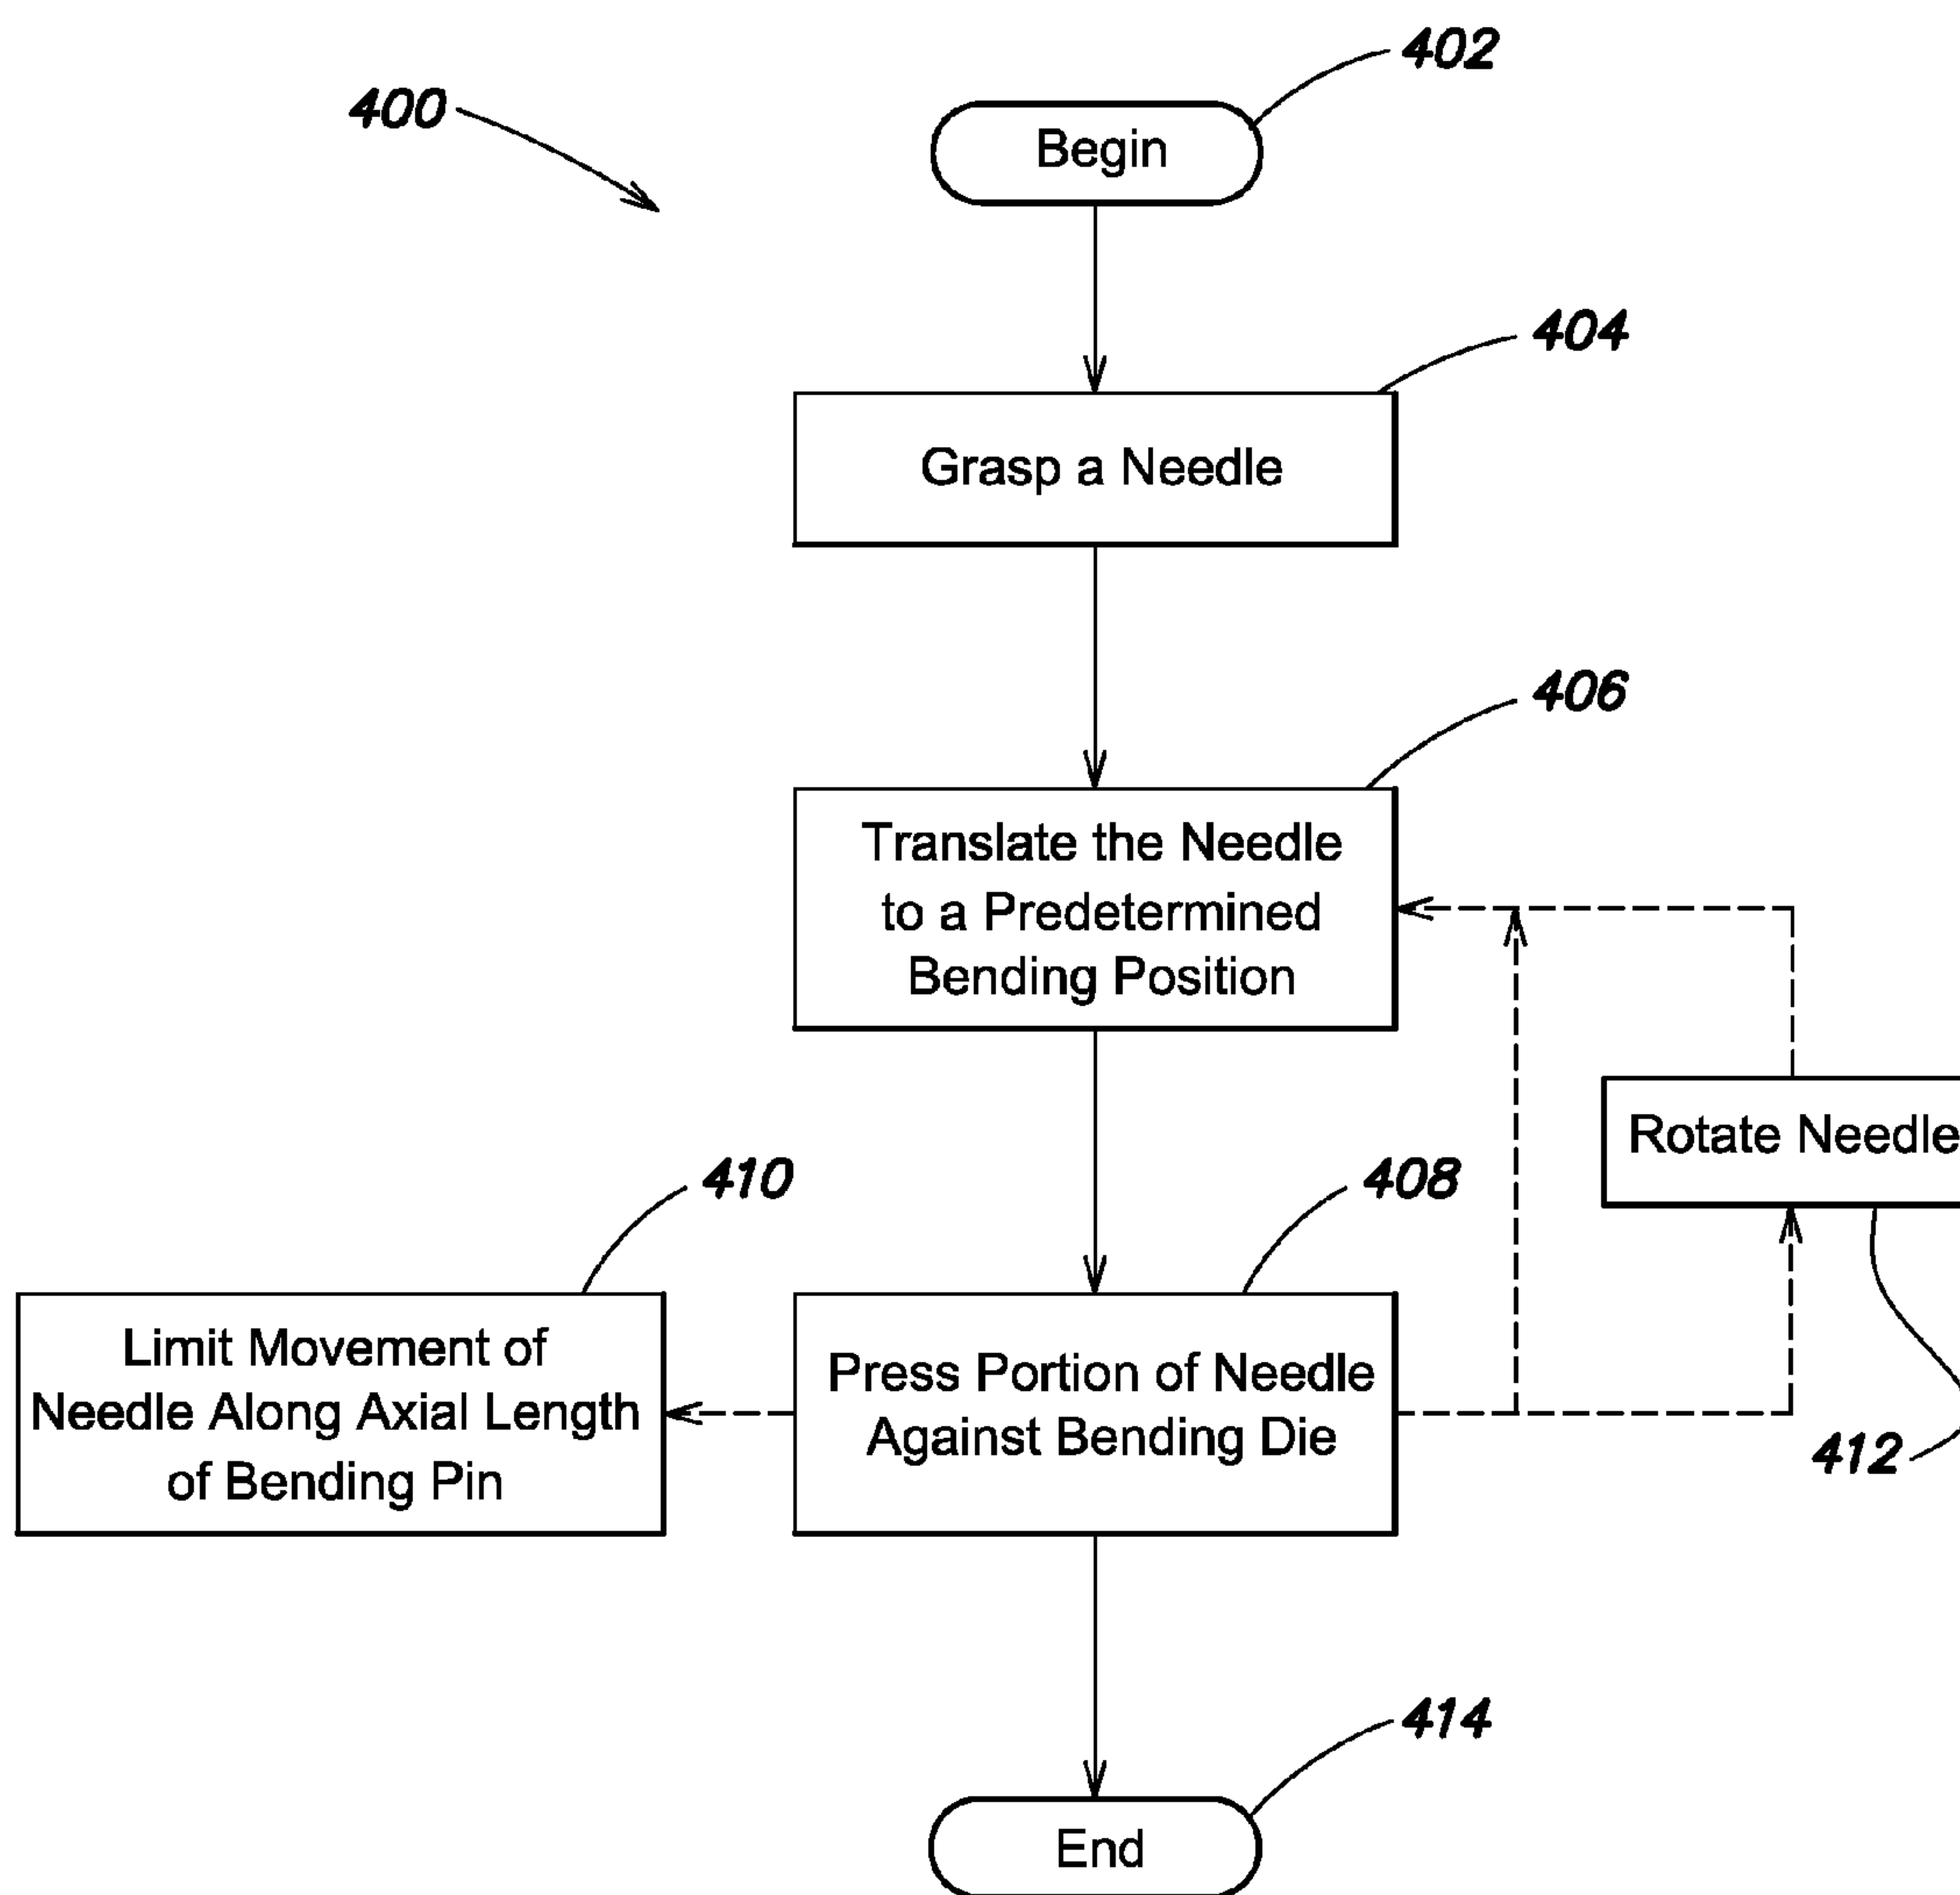 402
400
Begin
404
Grasp a Needle
406
Translate the Needle
to a Predetermined
Bending Position
Rotate Needle
410
408
Limit Movement of
Needle Along Axial Length
of Bending Pin
Press Portion of Needle
Against Bending Die
412
414
End